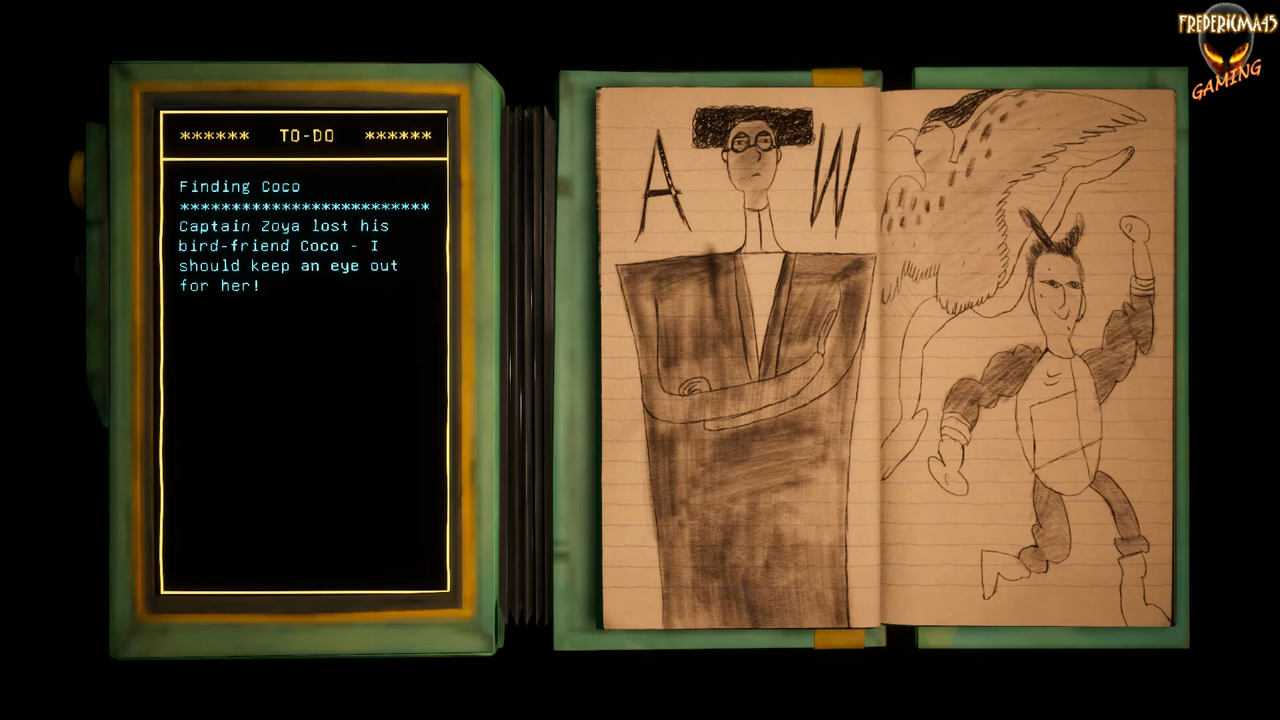 ****** TO-DO ******
Finding Coco
*************************
Captain Zoya lost his
bird-friend Coco - I
should keep an eye out
for her!
A W
FREDERICMA45
GAMING